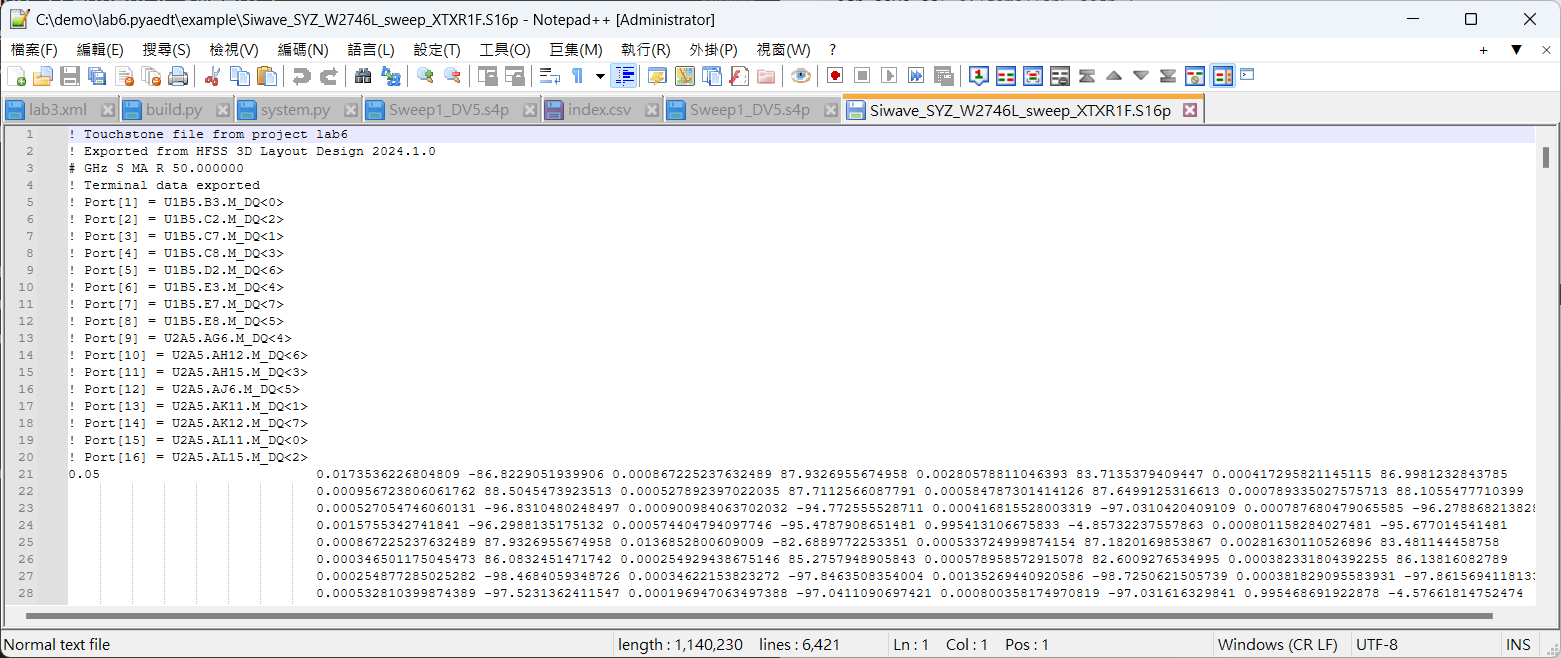 C:\demo\lab6.pyaedt\example\Siwave_SYZ_W2746L_sweep_XTXR1F.S16p - Notepad++ [Administrator]
檔案(F) 編輯(E) 搜尋(S) 檢視(V) 編碼(N) 語言(L) 設定(T) 工具(O) 巨集(M) 執行(R) 外掛(P) 視窗(W) ?
lab3.xml build.py system.py Sweep1_DV5.s4p index.csv Sweep1_DV5.s4p Siwave_SYZ_W2746L_sweep_XTXR1F.S16p
1 ! Touchstone file from project lab6
2 ! Exported from HFSS 3D Layout Design 2024.1.0
3 # GHz S MA R 50.000000
4 ! Terminal data exported
5 ! Port[1] = U1B5.B3.M_DQ<0>
6 ! Port[2] = U1B5.C2.M_DQ<2>
7 ! Port[3] = U1B5.C7.M_DQ<1>
8 ! Port[4] = U1B5.C8.M_DQ<3>
9 ! Port[5] = U1B5.D2.M_DQ<6>
10 ! Port[6] = U1B5.E3.M_DQ<4>
11 ! Port[7] = U1B5.E7.M_DQ<7>
12 ! Port[8] = U1B5.E8.M_DQ<5>
13 ! Port[9] = U2A5.AG6.M_DQ<4>
14 ! Port[10] = U2A5.AH12.M_DQ<6>
15 ! Port[11] = U2A5.AH15.M_DQ<3>
16 ! Port[12] = U2A5.AJ6.M_DQ<5>
17 ! Port[13] = U2A5.AK11.M_DQ<1>
18 ! Port[14] = U2A5.AK12.M_DQ<7>
19 ! Port[15] = U2A5.AL11.M_DQ<0>
20 ! Port[16] = U2A5.AL15.M_DQ<2>
21 0.05 0.0173536226804809 -86.8229051939906 0.000867225237632489 87.9326955674958 0.00280578811046393 83.7135379409447 0.000417295821145115 86.9981232843785
22 0.000956723806061762 88.5045473923513 0.000527892397022035 87.7112566087791 0.000584787301414126 87.6499125316613 0.000789335027575713 88.1055477710399
23 0.000527054746060131 -96.8310480248497 0.000900984063702032 -94.772555528711 0.000416815528003319 -97.0310420409109 0.000787680479065585 -96.278868213828
24 0.0015755342741841 -96.2988135175132 0.000574404794097746 -95.4787908651481 0.995413106675833 -4.85732237557863 0.000801158284027481 -95.677014541481
25 0.000867225237632489 87.9326955674958 0.0136852800609009 -82.6889772253351 0.000533724999874154 87.1820169853867 0.00281630110526896 83.481144458758
26 0.000346501175045473 86.0832451471742 0.000254929438675146 85.2757948905843 0.000578958572915078 82.6009276534995 0.000382331804392255 86.13816082789
27 0.000254877285025282 -98.4684059348726 0.00034622153823272 -97.8463508354004 0.00135269440920586 -98.7250621505739 0.000381829095583931 -97.861569411813
28 0.000532810399874389 -97.5231362411547 0.000196947063497388 -97.0411090697421 0.000800358174970819 -97.031616329841 0.995468691922878 -4.57661814752474
Normal text file length : 1,140,230 lines : 6,421 Ln : 1 Col : 1 Pos : 1 Windows (CR LF) UTF-8 INS